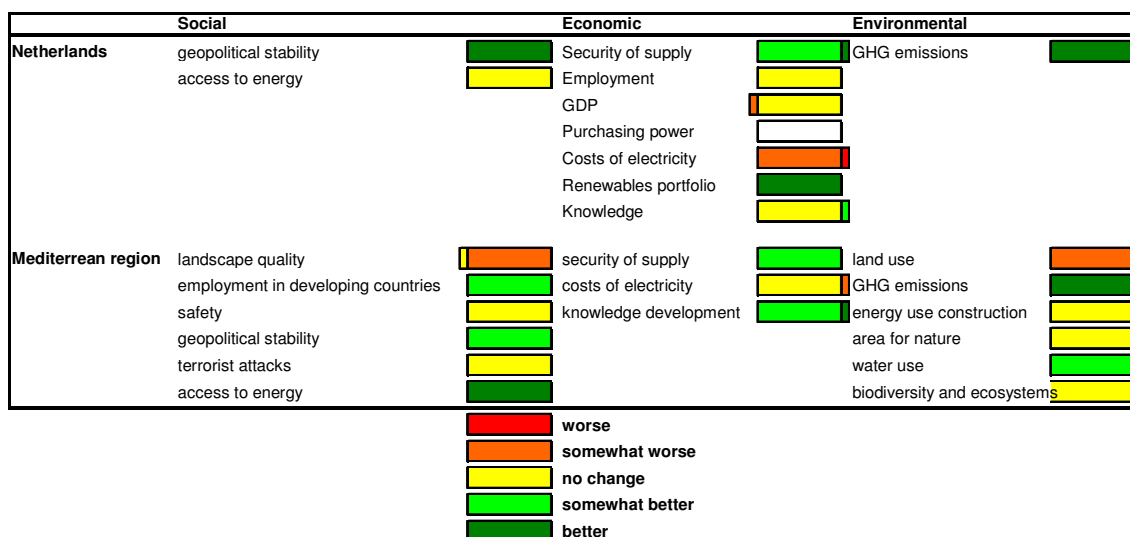 Social Economic Environmental
Netherlands geopolitical stability Security of supply GHG emissions
access to energy Employment
GDP
Purchasing power
Costs of electricity
Renewables portfolio
Knowledge
Mediterrean region landscape quality security of supply land use
employment in developing countries costs of electricity GHG emissions
safety knowledge development energy use construction
geopolitical stability area for nature
terrorist attacks water use
access to energy biodiversity and ecosystems
worse
somewhat worse
no change
somewhat better
better